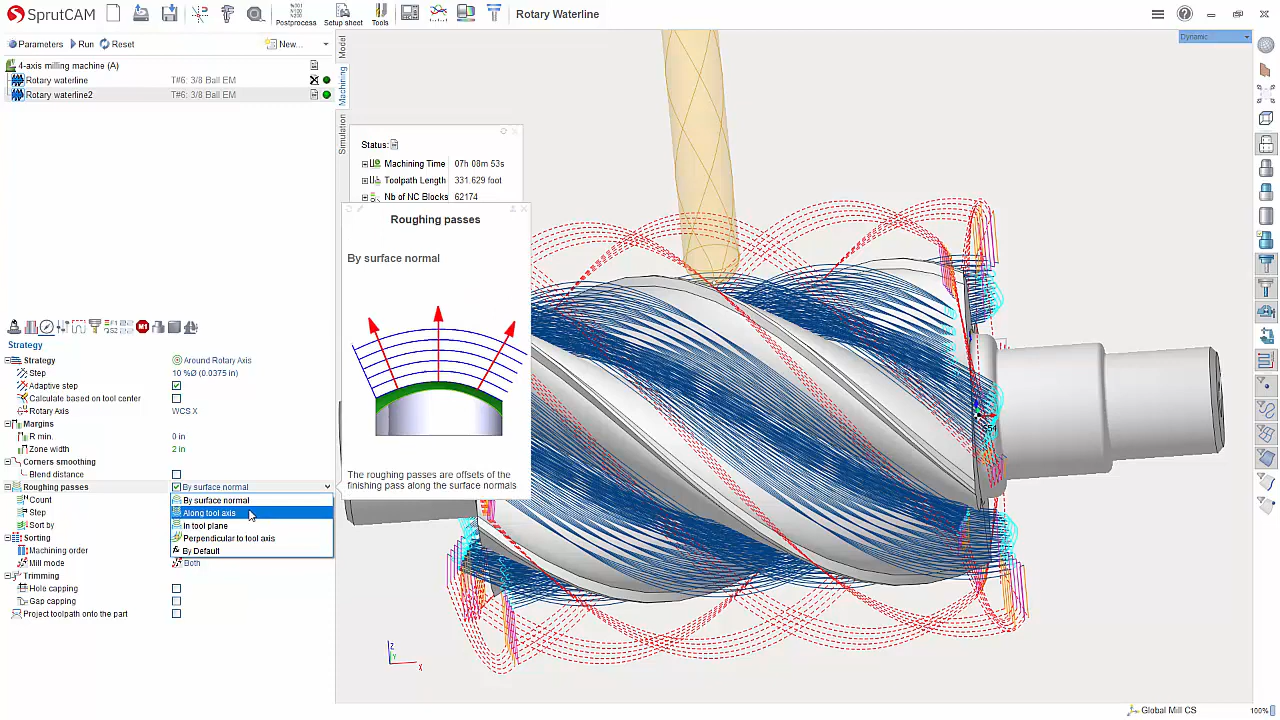 SprutCAM
Postprocess
Setup sheet
Tools
Rotary Waterline
Parameters
Run
Reset
New...
Dynamic
4-axis milling machine (A)
Rotary waterline T#6: 3/8 Ball EM
Rotary waterline2 T#6: 3/8 Ball EM
Model
Machining
Simulation
Status:
Machining Time 07h 08m 53s
Toolpath Length 331.629 foot
Nb of NC Blocks 62174
Roughing passes
By surface normal
The roughing passes are offsets of the
finishing pass along the surface normals
Strategy
Strategy Around Rotary Axis
Step 10 %Ø (0.0375 in)
Adaptive step
Calculate based on tool center
Rotary Axis WCS.X
Margins
R min. 0 in
Zone width 2 in
Corners smoothing
Blend distance
Roughing passes By surface normal
Count By surface normal
Step Along tool axis
Sort by In tool plane
Sorting Perpendicular to tool axis
Machining order By Default
Mill mode Both
Trimming
Hole capping
Gap capping
Project toolpath onto the part
Z
Y
X
Global Mill CS
100%